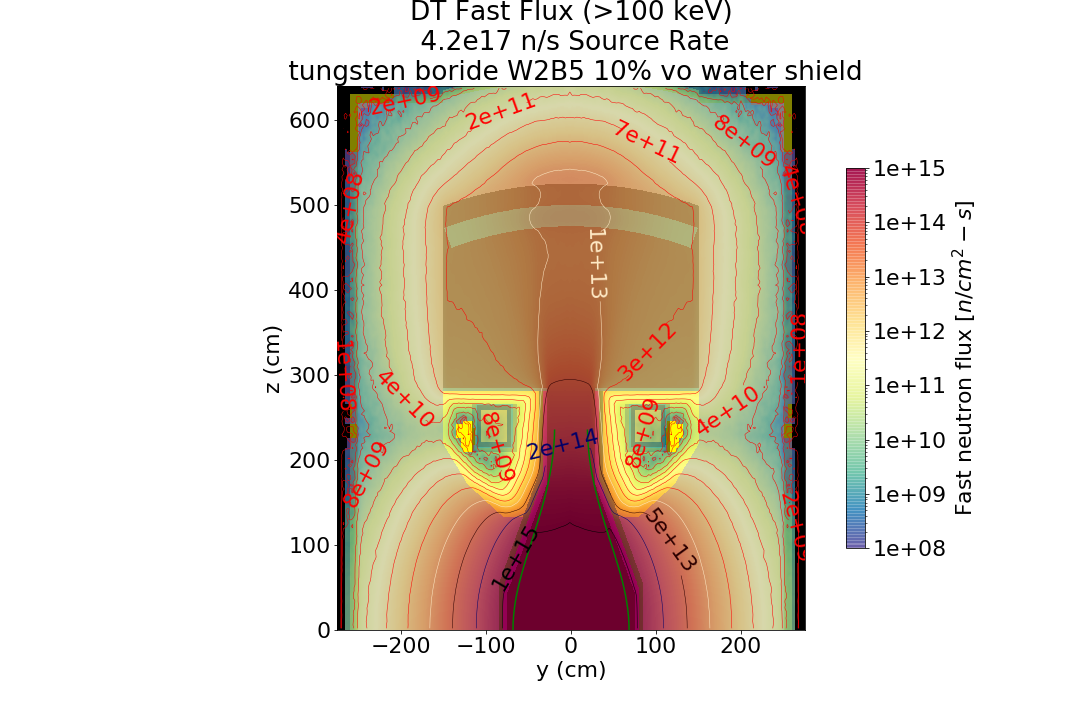 DT Fast Flux (>100 keV)
4.2e17 n/s Source Rate
tungsten boride W2B5 10% vo water shield
600
500
400
300
200
100
0
z (cm)
−200
−100
0
100
200
y (cm)
2e+09
2e+11
7e+11
8e+09
4e+08
1e+13
3e+12
1e+08
4e+10
4e+10
8e+09
8e+09
8e+09
2e+14
1e+15
5e+13
2e+09
1e+15
1e+14
1e+13
1e+12
1e+11
1e+10
1e+09
1e+08
Fast neutron flux [n/cm² − s]